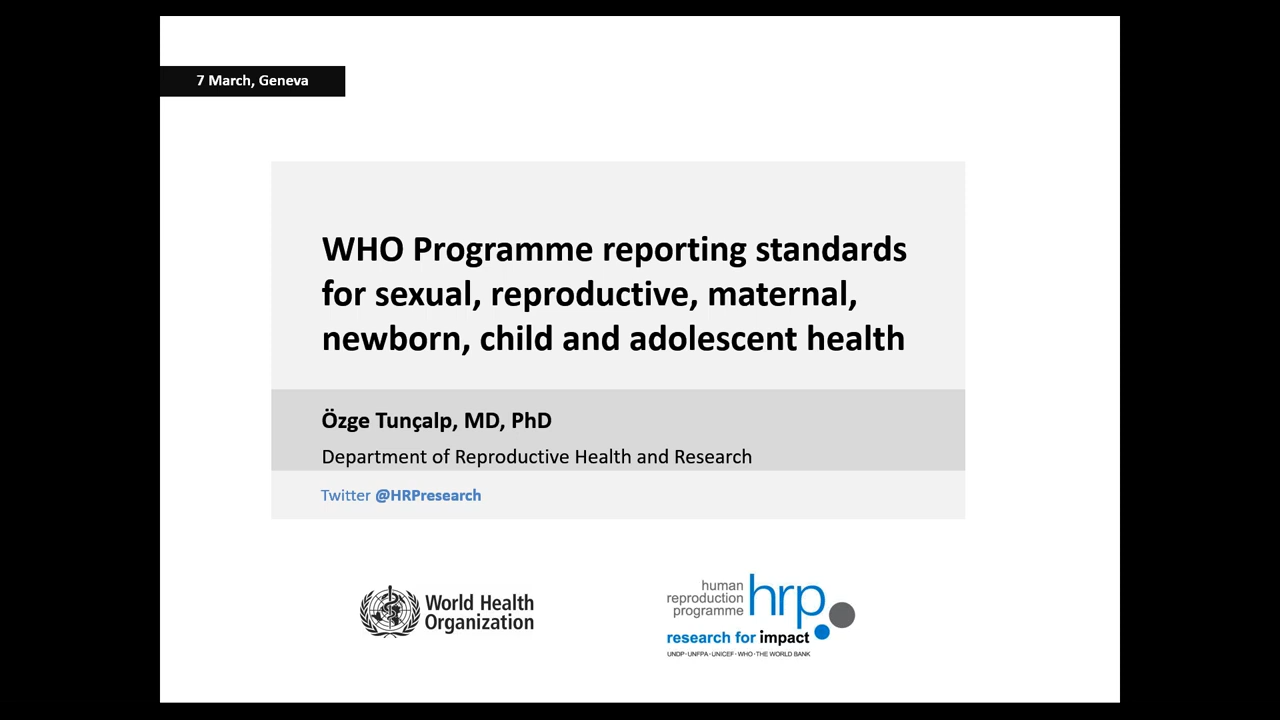 7 March, Geneva
WHO Programme reporting standards
for sexual, reproductive, maternal,
newborn, child and adolescent health
Özge Tunçalp, MD, PhD
Department of Reproductive Health and Research
Twitter @HRPresearch
World Health
Organization
human
reproduction
programme
hrp
research for impact
UNDP·UNFPA·UNICEF·WHO·THE WORLD BANK